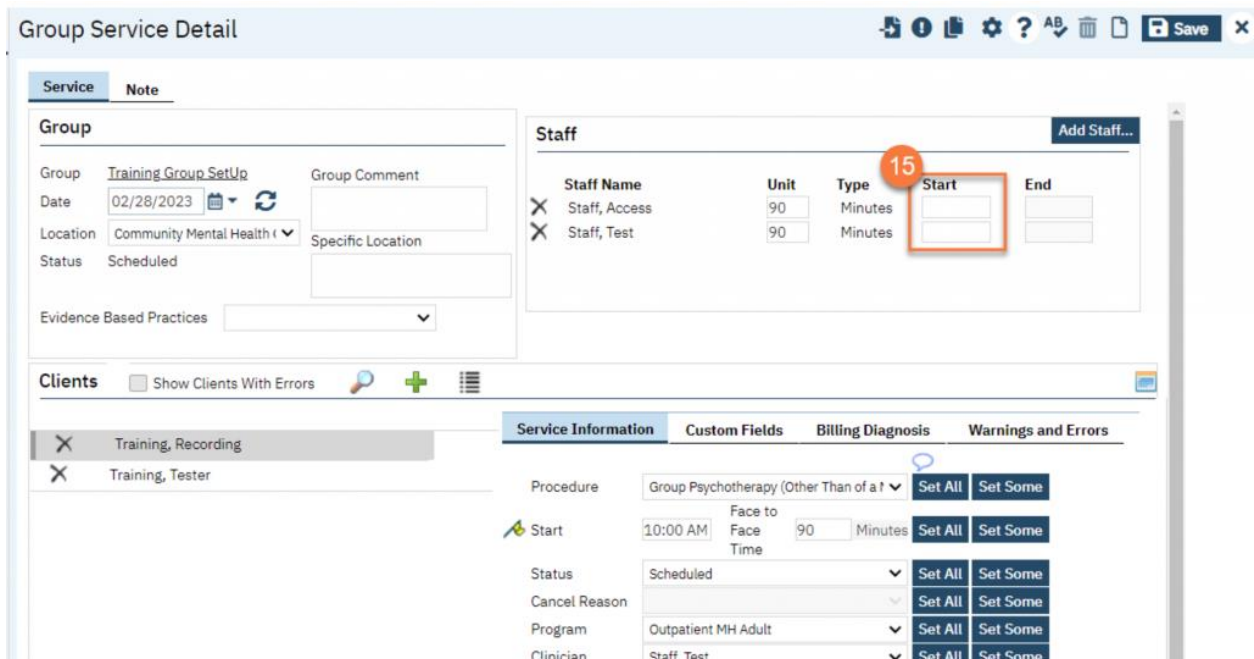 Group Service Detail
Save
Service
Note
Group
Group Training Group SetUp
Group Comment
Date 02/28/2023
Location Community Mental Health (
Specific Location
Status Scheduled
Evidence Based Practices
Staff
Add Staff...
15
Staff Name Unit Type Start End
Staff, Access 90 Minutes
Staff, Test 90 Minutes
Clients Show Clients With Errors
Training, Recording
Training, Tester
Service Information Custom Fields Billing Diagnosis Warnings and Errors
Procedure Group Psychotherapy (Other Than of a Set All Set Some
Start 10:00 AM Face to Face Time 90 Minutes Set All Set Some
Status Scheduled Set All Set Some
Cancel Reason Set All Set Some
Program Outpatient MH Adult Set All Set Some
Clinician Staff, Test Set All Set Some